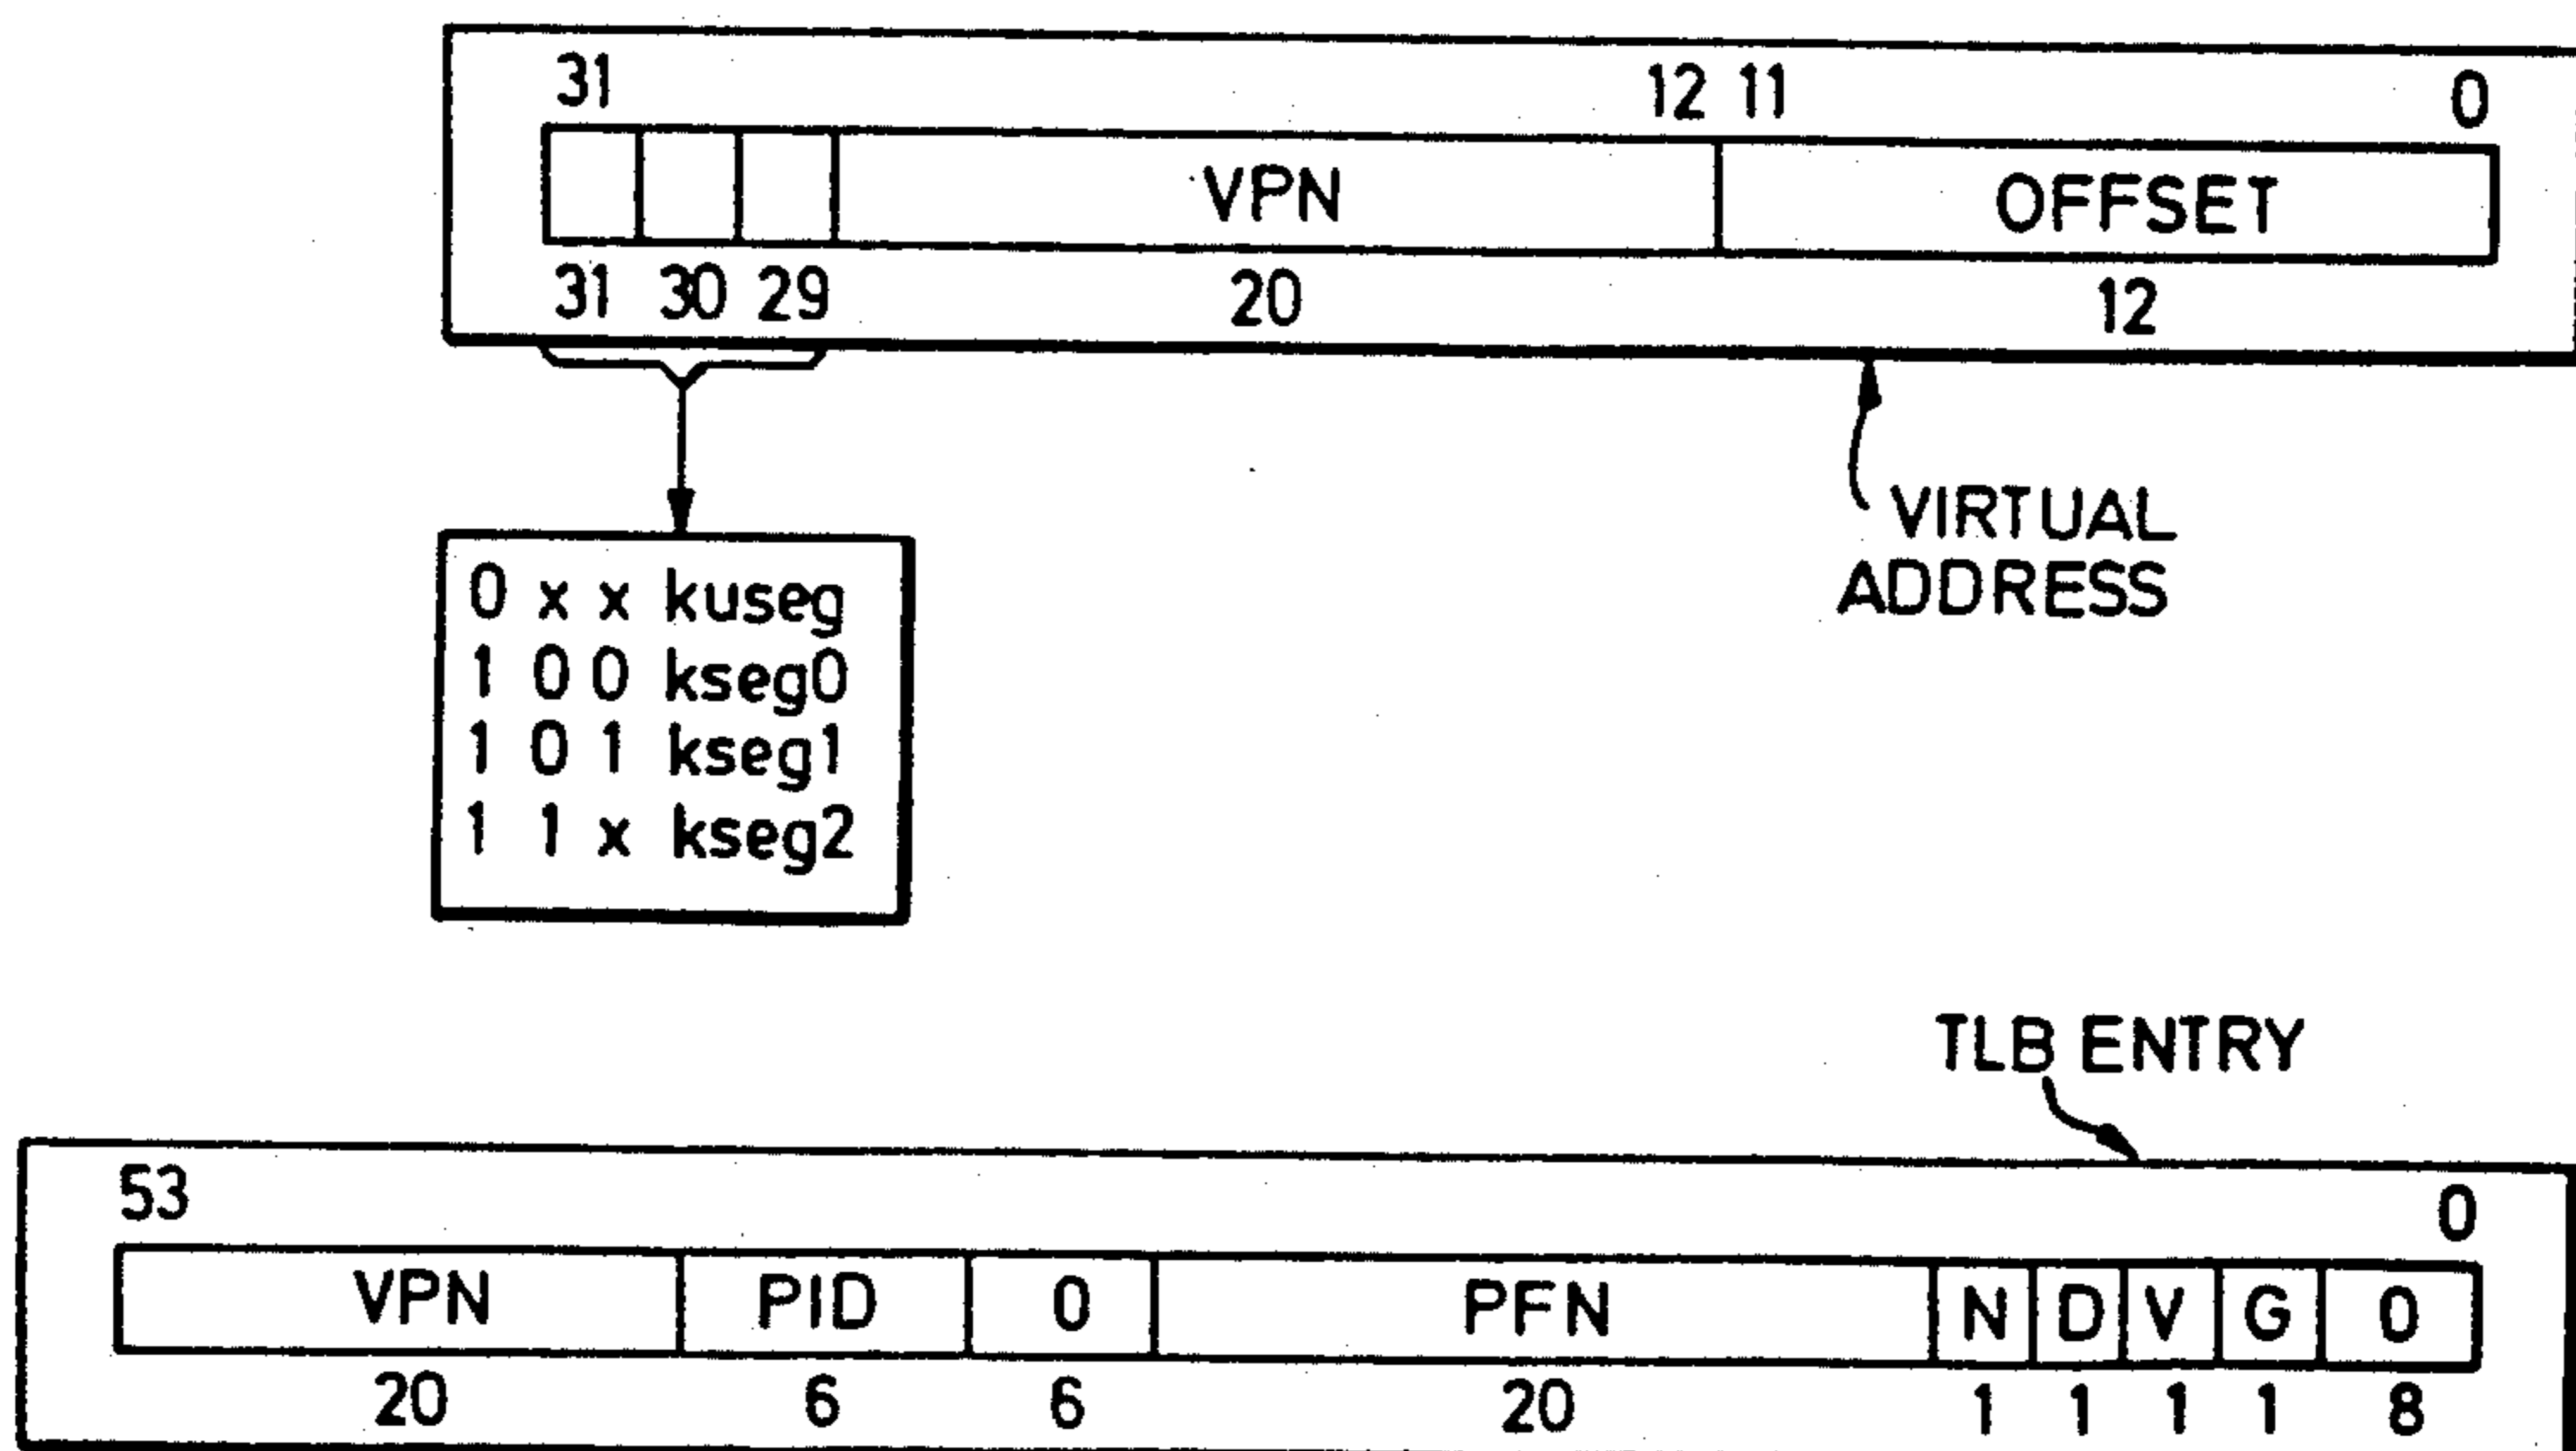 31 12 11 0
VPN OFFSET
31 30 29 20 12
0 x x kuseg
1 0 0 kseg0
1 0 1 kseg1
1 1 x kseg2
VIRTUAL
ADDRESS
TLB ENTRY
53 0
VPN PID 0 PFN N D V G 0
20 6 6 20 1 1 1 1 8